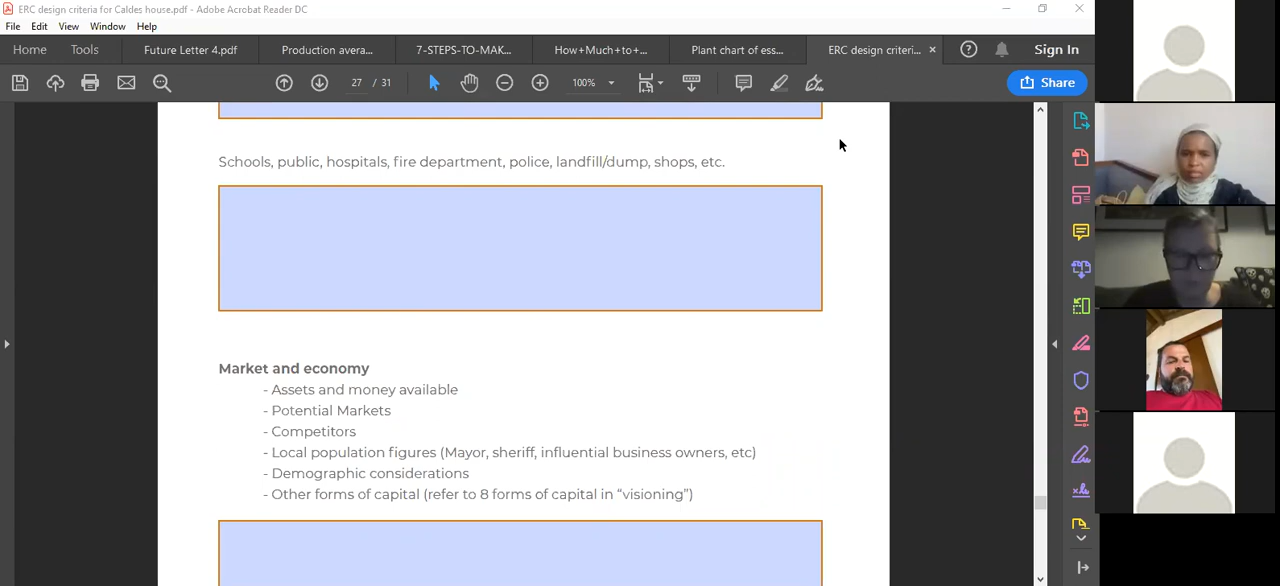 ERC design criteria for Caldes house.pdf - Adobe Acrobat Reader DC
File Edit View Window Help
Home Tools Future Letter 4.pdf Production avera... 7-STEPS-TO-MAK... How+Much+to+... Plant chart of ess... ERC design criteri... × Sign In
27 / 31 100% Share
Schools, public, hospitals, fire department, police, landfill/dump, shops, etc.
Market and economy
- Assets and money available
- Potential Markets
- Competitors
- Local population figures (Mayor, sheriff, influential business owners, etc)
- Demographic considerations
- Other forms of capital (refer to 8 forms of capital in “visioning”)